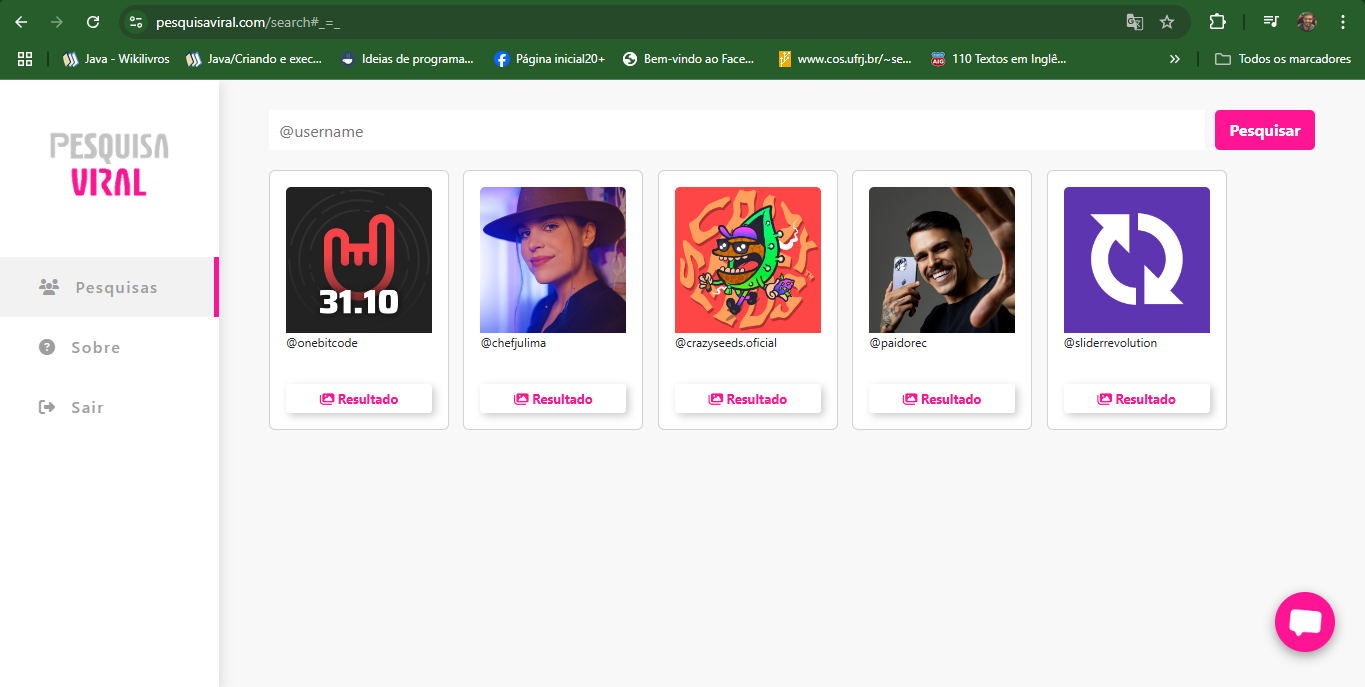 pesquisaviral.com/search#_=_
Java - Wikilivros
Java/Criando e exec...
Ideias de programa...
Página inicial20+
Bem-vindo ao Face...
www.cos.ufrj.br/~se...
AIG
110 Textos em Inglê...
»
Todos os marcadores
PESQUISA
VIRAL
@username
Pesquisar
Pesquisas
Sobre
Sair
31.10
@onebitcode
Resultado
@chefjulima
Resultado
@crazyseeds.oficial
Resultado
@paidorec
Resultado
@sliderrevolution
Resultado